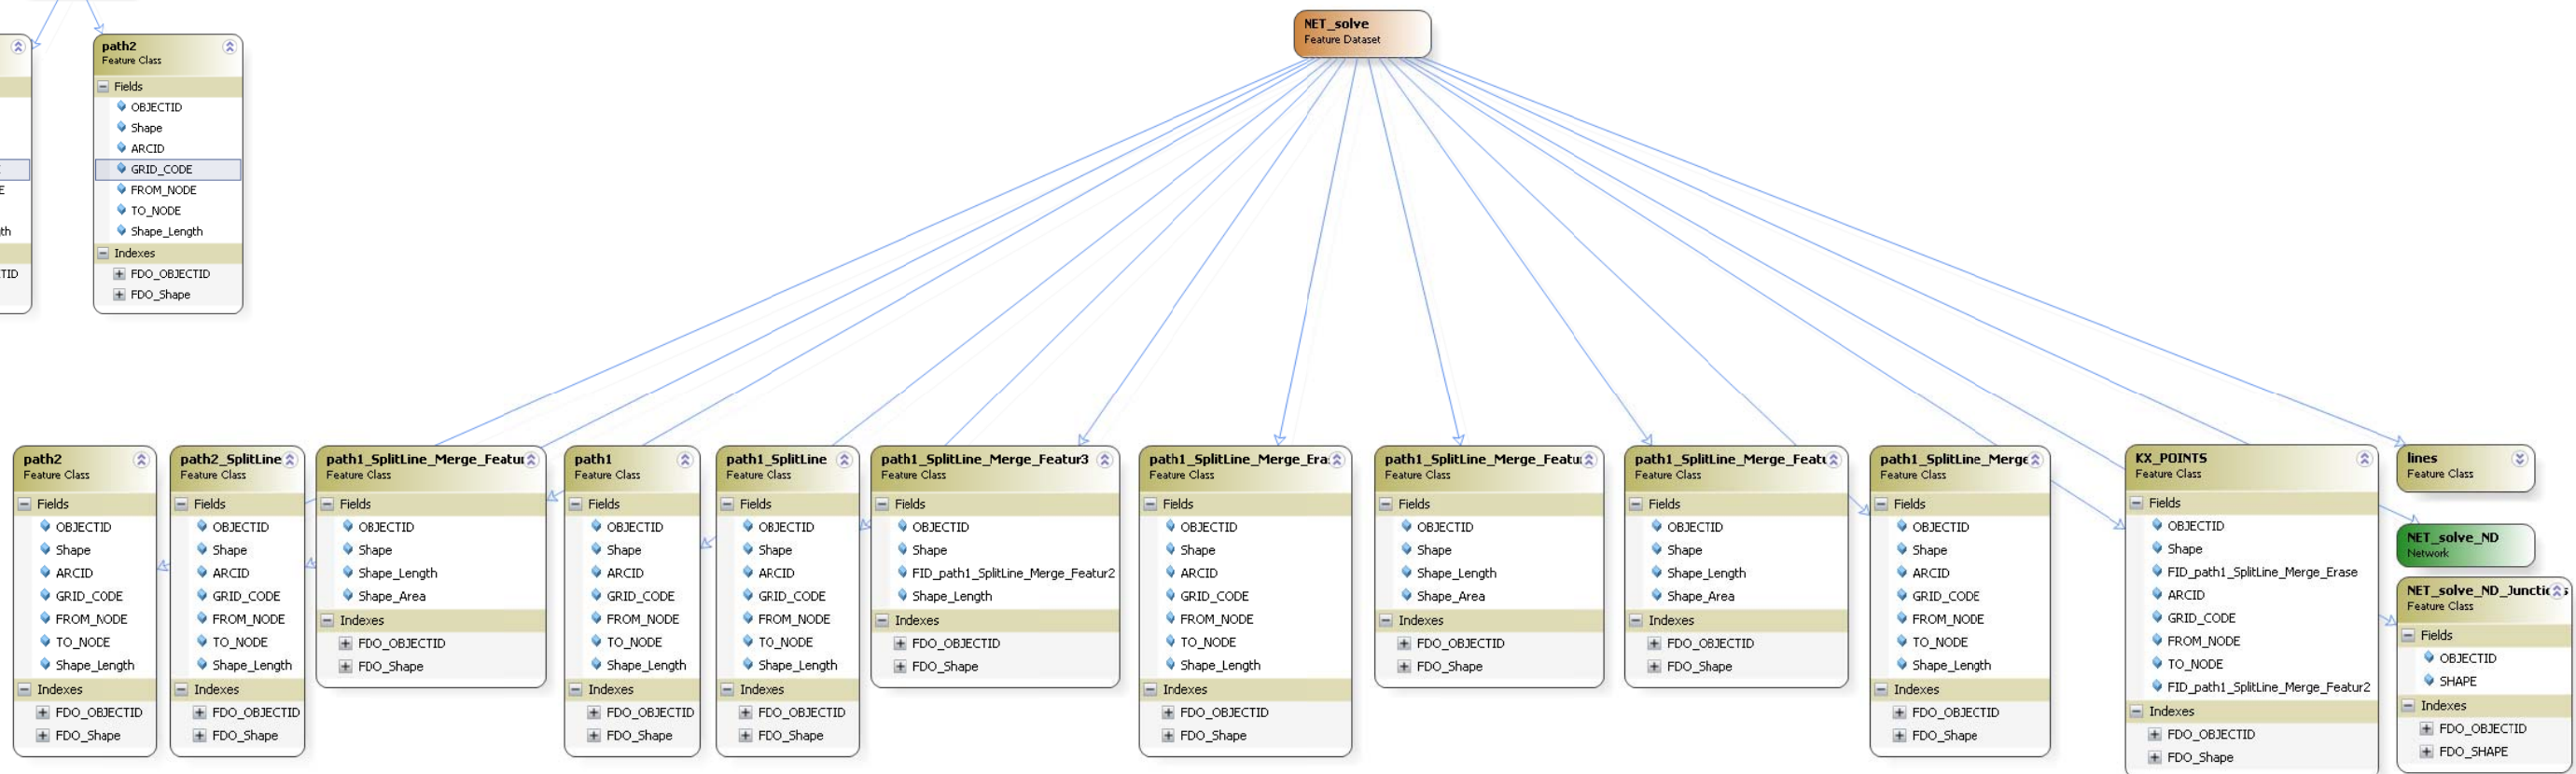 NET_solve
Feature Dataset
path2
Feature Class
Fields
OBJECTID
Shape
ARCID
GRID_CODE
FROM_NODE
TO_NODE
Shape_Length
Indexes
FDO_OBJECTID
FDO_Shape
E
th
TID
path2
Feature Class
Fields
OBJECTID
Shape
ARCID
GRID_CODE
FROM_NODE
TO_NODE
Shape_Length
Indexes
FDO_OBJECTID
FDO_Shape
path2_SplitLine
Feature Class
Fields
OBJECTID
Shape
ARCID
GRID_CODE
FROM_NODE
TO_NODE
Shape_Length
Indexes
FDO_OBJECTID
FDO_Shape
path1_SplitLine_Merge_Featur
Feature Class
Fields
OBJECTID
Shape
Shape_Length
Shape_Area
Indexes
FDO_OBJECTID
FDO_Shape
path1
Feature Class
Fields
OBJECTID
Shape
ARCID
GRID_CODE
FROM_NODE
TO_NODE
Shape_Length
Indexes
FDO_OBJECTID
FDO_Shape
path1_SplitLine
Feature Class
Fields
OBJECTID
Shape
ARCID
GRID_CODE
FROM_NODE
TO_NODE
Shape_Length
Indexes
FDO_OBJECTID
FDO_Shape
path1_SplitLine_Merge_Featur3
Feature Class
Fields
OBJECTID
Shape
FID_path1_SplitLine_Merge_Featur2
Shape_Length
Indexes
FDO_OBJECTID
FDO_Shape
path1_SplitLine_Merge_Era
Feature Class
Fields
OBJECTID
Shape
ARCID
GRID_CODE
FROM_NODE
TO_NODE
Shape_Length
Indexes
FDO_OBJECTID
FDO_Shape
path1_SplitLine_Merge_Featu
Feature Class
Fields
OBJECTID
Shape
Shape_Length
Shape_Area
Indexes
FDO_OBJECTID
FDO_Shape
path1_SplitLine_Merge_Featu
Feature Class
Fields
OBJECTID
Shape
Shape_Length
Shape_Area
Indexes
FDO_OBJECTID
FDO_Shape
path1_SplitLine_Merge
Feature Class
Fields
OBJECTID
Shape
ARCID
GRID_CODE
FROM_NODE
TO_NODE
Shape_Length
Indexes
FDO_OBJECTID
FDO_Shape
KX_POINTS
Feature Class
Fields
OBJECTID
Shape
FID_path1_SplitLine_Merge_Erase
ARCID
GRID_CODE
FROM_NODE
TO_NODE
FID_path1_SplitLine_Merge_Featur2
Indexes
FDO_OBJECTID
FDO_Shape
lines
Feature Class
NET_solve_ND
Network
NET_solve_ND_Junctio
Feature Class
Fields
OBJECTID
SHAPE
Indexes
FDO_OBJECTID
FDO_SHAPE